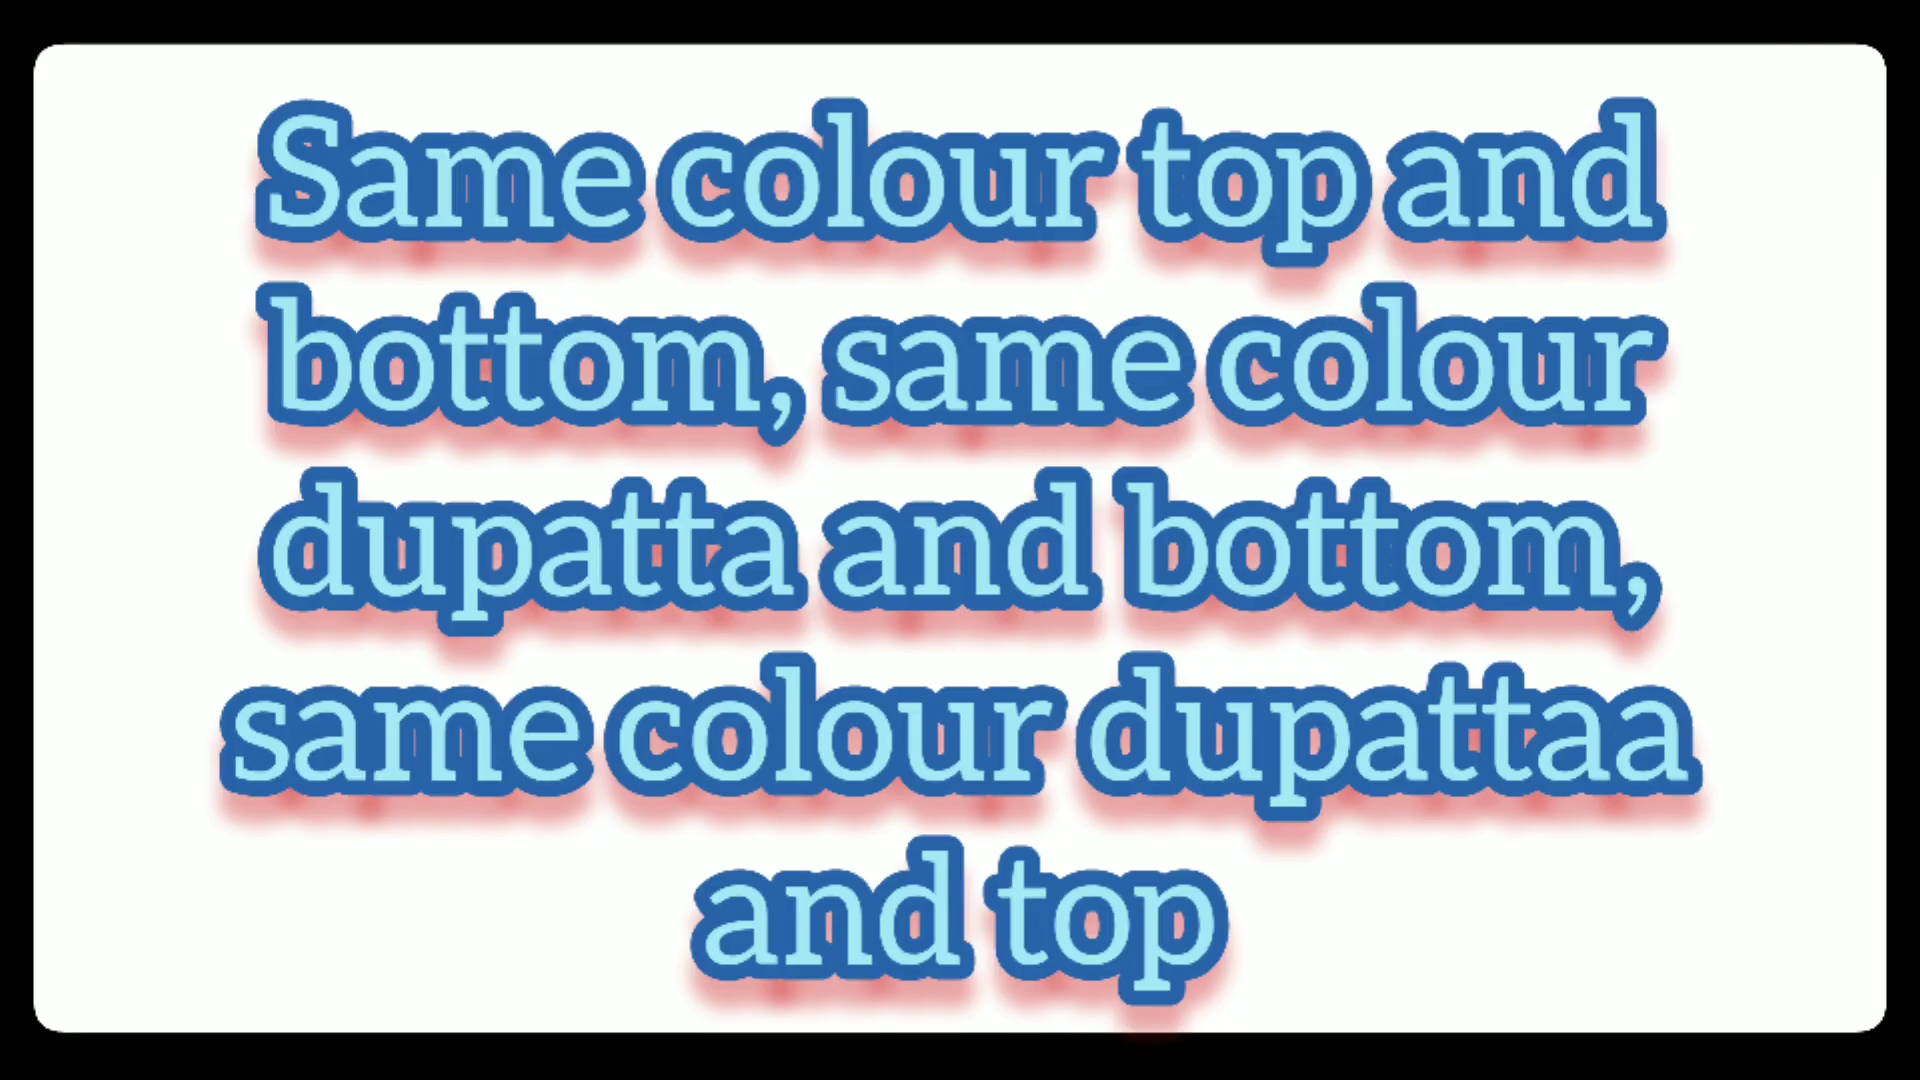 Same colour top and
bottom, same colour
dupatta and bottom,
same colour dupattaa
and top